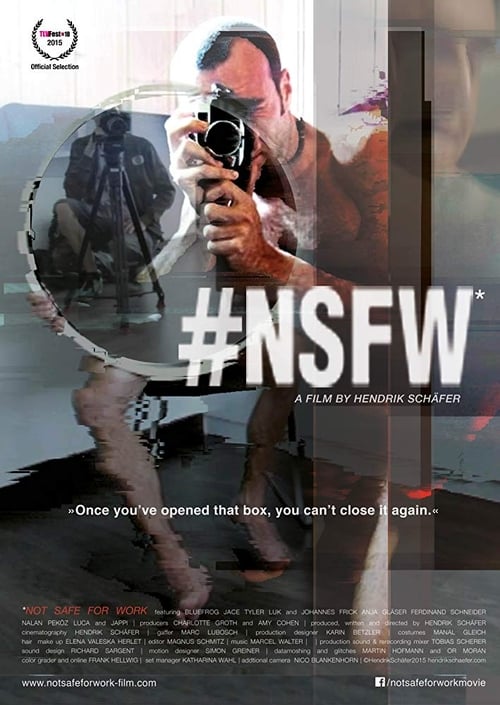 TLVFest#10
2015
Official Selection
#NSFW*
A FILM BY HENDRIK SCHÄFER
»Once you've opened that box, you can't close it again.«
*NOT SAFE FOR WORK featuring BLUEFROG JACE TYLER LUK and JOHANNES FRICK ANJA GLÄSER FERDINAND SCHNEIDER
NALAN PEKÖZ LUCA and JAPPI | producers CHARLOTTE GROTH and AMY COHEN | produced, written and directed by HENDRIK SCHÄFER
cinematography HENDRIK SCHÄFER | gaffer MARC LUBOSCH | production designer KARIN BETZLER | costumes MANAL GLEICH
hair make up ELENA VALESKA HERLET | editor MAGNUS SCHMITZ | music MARCEL WALTER | | production sound & rerecording mixer TOBIAS SCHERER
sound design RICHARD SARGENT | motion designer SIMON GREINER | datamoshing and glitches MARTIN HOFMANN and OR MORAN
color grader and online FRANK HELLWIG | set manager KATHARINA WAHL | addtional camera NICO BLANKENHORN | ©HendrikSchäfer2015 hendrikschaefer.com
www.notsafeforwork-film.com
f/notsafeforworkmovie